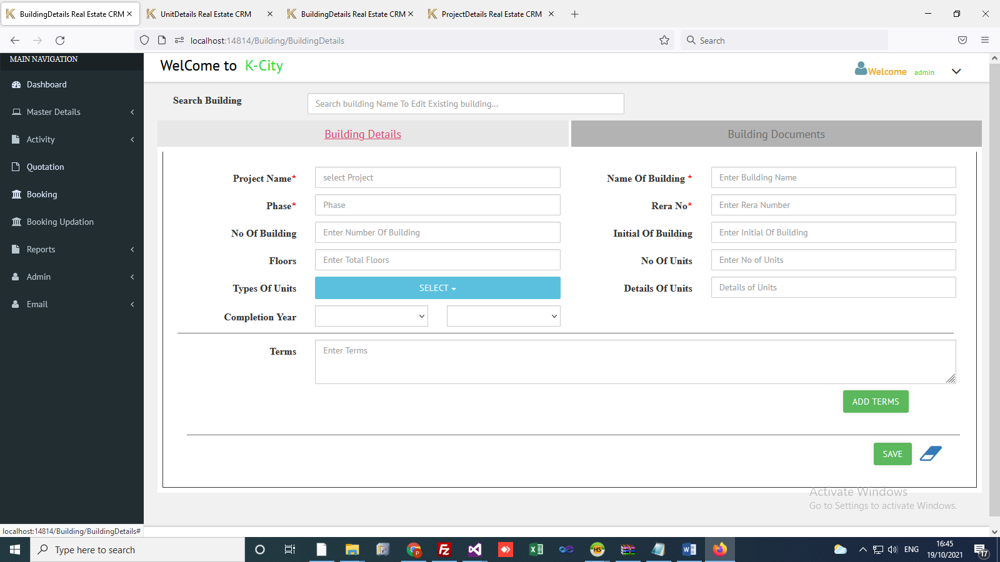 BuildingDetails Real Estate CRM
UnitDetails Real Estate CRM
BuildingDetails Real Estate CRM
ProjectDetails Real Estate CRM
localhost:14814/Building/BuildingDetails
Search
MAIN NAVIGATION
Dashboard
Master Details
Activity
Quotation
Booking
Booking Updation
Reports
Admin
Email
WelCome to K-City
Welcome admin
Search Building
Search building Name To Edit Existing building...
Building Details
Building Documents
Project Name*
select Project
Name Of Building *
Enter Building Name
Phase*
Phase
Rera No*
Enter Rera Number
No Of Building
Enter Number Of Building
Initial Of Building
Enter Initial Of Building
Floors
Enter Total Floors
No Of Units
Enter No of Units
Types Of Units
SELECT
Details Of Units
Details of Units
Completion Year
Terms
Enter Terms
ADD TERMS
SAVE
Activate Windows
Go to Settings to activate Windows.
localhost:14814/Building/BuildingDetails#
Type here to search
P
Fz
HS
ENG
16:45
19/10/2021
17